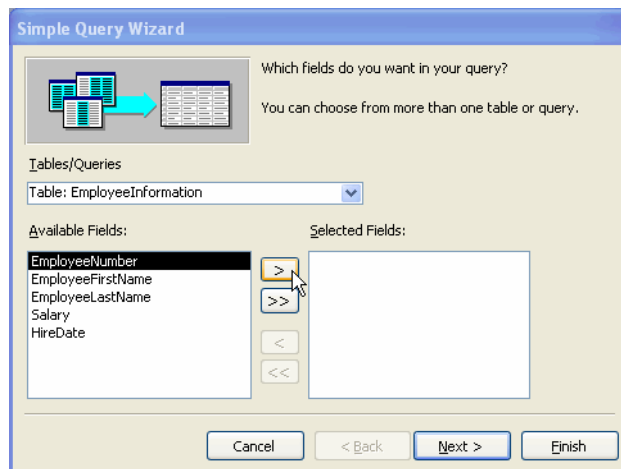 Simple Query Wizard
Which fields do you want in your query?
You can choose from more than one table or query.
Tables/Queries
Table: EmployeeInformation
Available Fields:
Selected Fields:
EmployeeNumber
EmployeeFirstName
EmployeeLastName
Salary
HireDate
>
>>
<
<<
Cancel
< Back
Next >
Finish